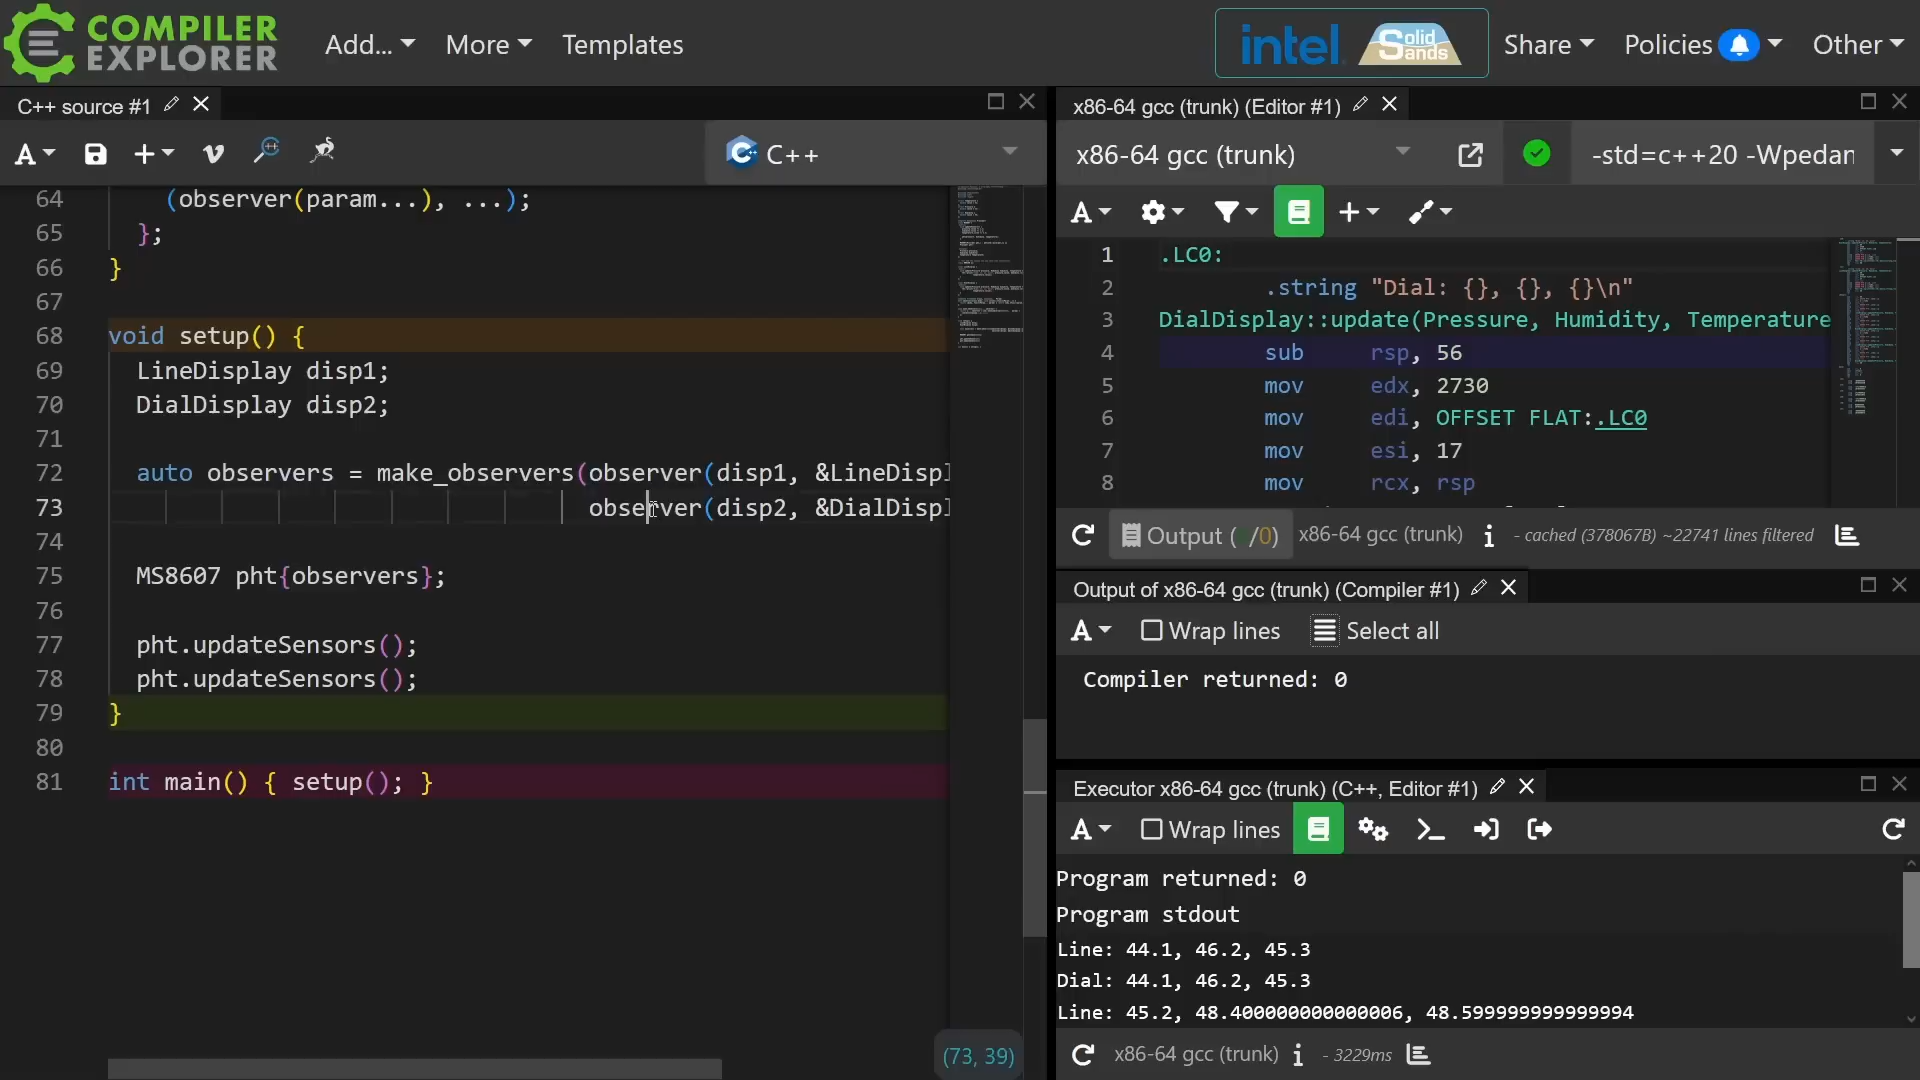 COMPILER EXPLORER
Add...
More
Templates
intel
Solid Sands
Share
Policies
Other
C++ source #1
A
C++
64 (observer(param...), ...);
65 };
66 }
67
68 void setup() {
69 LineDisplay disp1;
70 DialDisplay disp2;
71
72 auto observers = make_observers(observer(disp1, &LineDispl
73 observer(disp2, &DialDispl
74
75 MS8607 pht{observers};
76
77 pht.updateSensors();
78 pht.updateSensors();
79 }
80
81 int main() { setup(); }
(73, 39)
x86-64 gcc (trunk) (Editor #1)
x86-64 gcc (trunk)
-std=c++20 -Wpedan
A
1 .LC0:
2 .string "Dial: {}, {}, {}\n"
3 DialDisplay::update(Pressure, Humidity, Temperature
4 sub rsp, 56
5 mov edx, 2730
6 mov edi, OFFSET FLAT:.LC0
7 mov esi, 17
8 mov rcx, rsp
Output ( /0) x86-64 gcc (trunk) i - cached (378067B) ~22741 lines filtered
Output of x86-64 gcc (trunk) (Compiler #1)
A Wrap lines Select all
Compiler returned: 0
Executor x86-64 gcc (trunk) (C++, Editor #1)
A Wrap lines
Program returned: 0
Program stdout
Line: 44.1, 46.2, 45.3
Dial: 44.1, 46.2, 45.3
Line: 45.2, 48.400000000000006, 48.599999999999994
x86-64 gcc (trunk) i - 3229ms